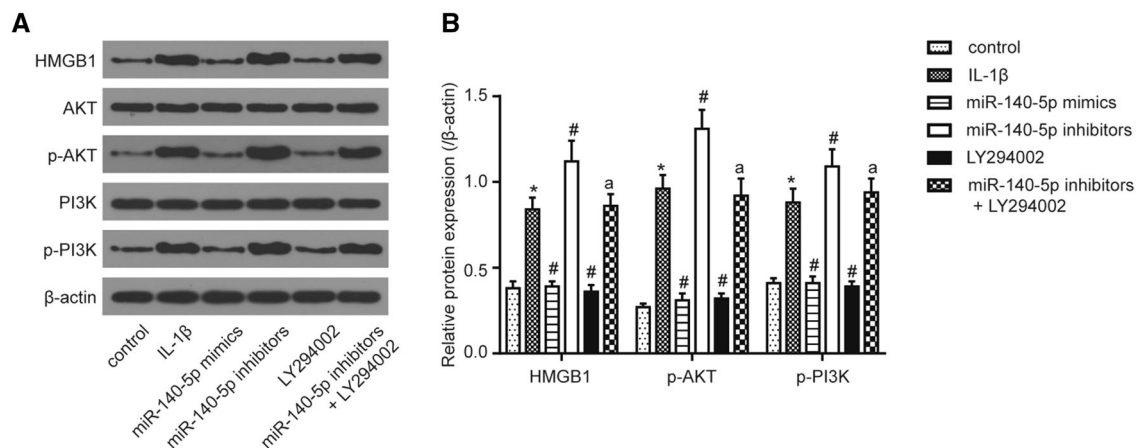 A
HMGB1
AKT
p-AKT
PI3K
p-PI3K
β-actin
control
IL-1β
miR-140-5p mimics
miR-140-5p inhibitors
LY294002
miR-140-5p inhibitors
+ LY294002
B
Relative protein expression (/β-actin)
1.5
1.0
0.5
0.0
*
#
#
#
a
*
#
#
#
a
*
#
#
#
a
HMGB1
p-AKT
p-PI3K
control
IL-1β
miR-140-5p mimics
miR-140-5p inhibitors
LY294002
miR-140-5p inhibitors
+ LY294002